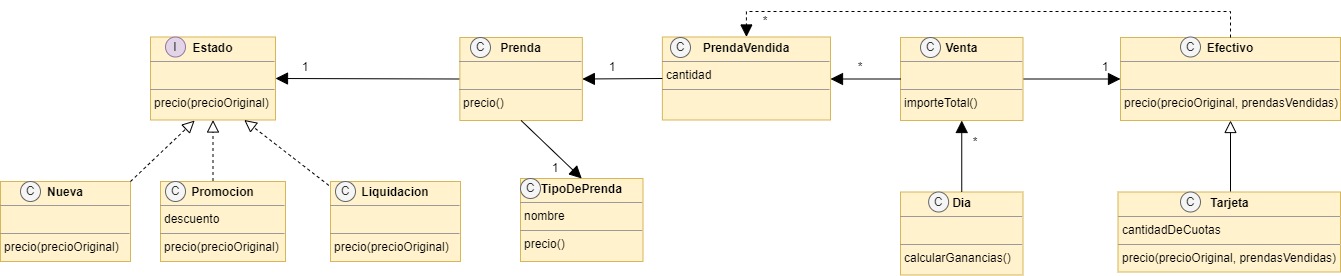 I Estado
precio(precioOriginal)
1
C Prenda
precio()
1
C PrendaVendida
cantidad
*
*
C Venta
importeTotal()
1
C Efectivo
precio(precioOriginal, prendasVendidas)
C Nueva
precio(precioOriginal)
C Promocion
descuento
precio(precioOriginal)
C Liquidacion
precio(precioOriginal)
1
C TipoDePrenda
nombre
precio()
*
C Dia
calcularGanancias()
C Tarjeta
cantidadDeCuotas
precio(precioOriginal, prendasVendidas)